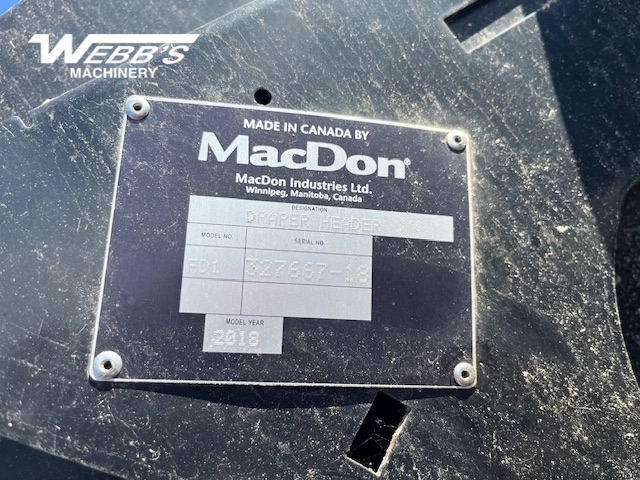 WEBB'S
MACHINERY
MADE IN CANADA BY
MacDon®
MacDon Industries Ltd.
Winnipeg, Manitoba, Canada
DESIGNATION
DRAPER HEADER
MODEL NO. SERIAL NO.
FD1 327667-18
MODEL YEAR
2018